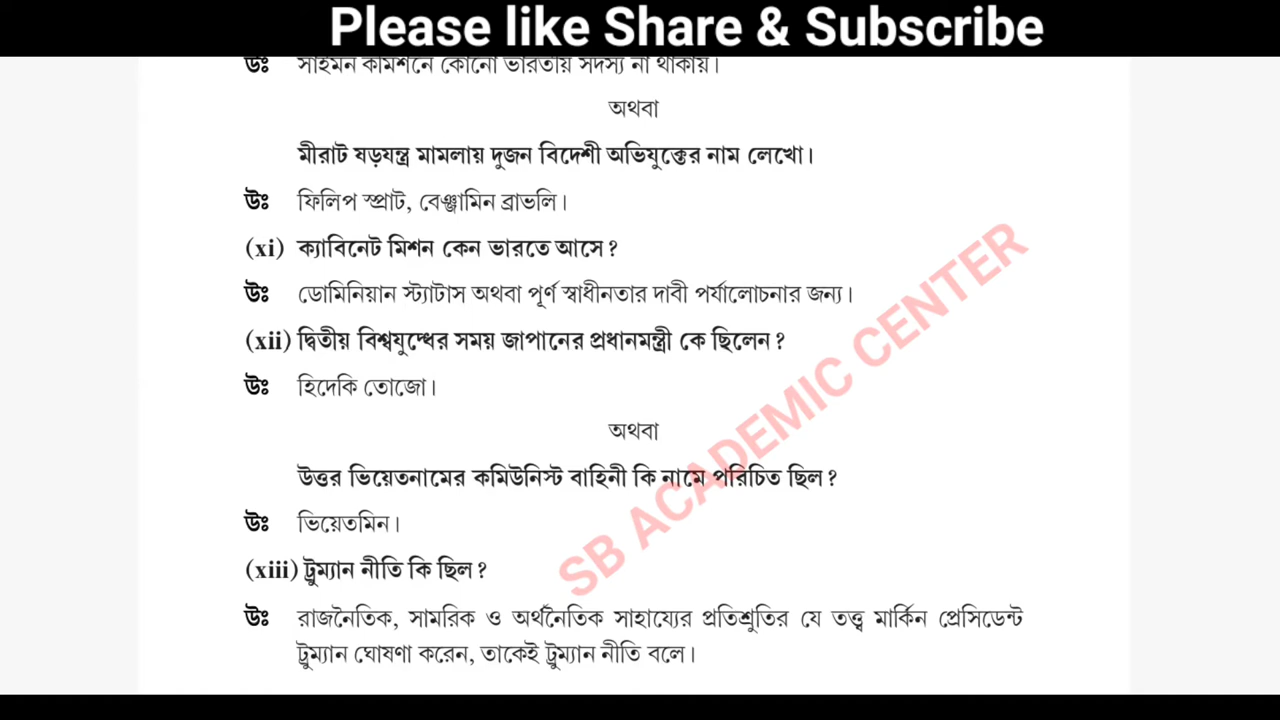 Please like Share & Subscribe
উঃ সাইমন কমিশনে কোনো ভারতীয় সদস্য না থাকায়।
অথবা
মীরাট ষড়যন্ত্র মামলায় দুজন বিদেশী অভিযুক্তের নাম লেখো।
উঃ ফিলিপ স্প্রাট, বেঞ্জামিন ব্রাভলি।
(xi) ক্যাবিনেট মিশন কেন ভারতে আসে?
উঃ ডোমিনিয়ান স্ট্যাটাস অথবা পূর্ণ স্বাধীনতার দাবী পর্যালোচনার জন্য।
(xii) দ্বিতীয় বিশ্বযুদ্ধের সময় জাপানের প্রধানমন্ত্রী কে ছিলেন?
উঃ হিদেকি তোজো।
অথবা
উত্তর ভিয়েতনামের কমিউনিস্ট বাহিনী কি নামে পরিচিত ছিল?
উঃ ভিয়েতমিন।
(xiii) ট্রুম্যান নীতি কি ছিল?
উঃ রাজনৈতিক, সামরিক ও অর্থনৈতিক সাহায্যের প্রতিশ্রুতির যে তত্ত্ব মার্কিন প্রেসিডেন্ট
ট্রুম্যান ঘোষণা করেন, তাকেই ট্রুম্যান নীতি বলে।
SB ACADEMIC CENTER